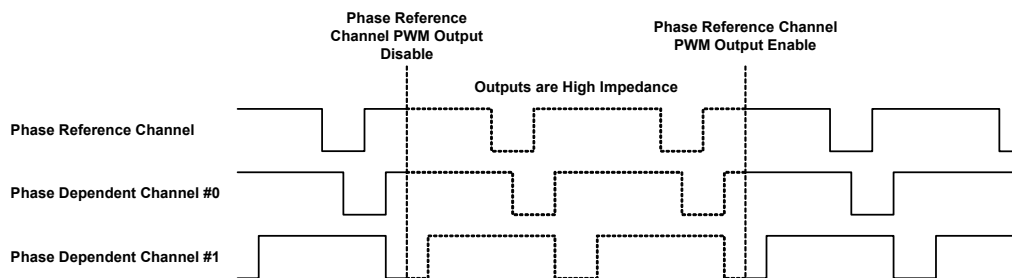 Phase Reference
Channel PWM Output
Disable
Phase Reference Channel
PWM Output Enable
Outputs are High Impedance
Phase Reference Channel
Phase Dependent Channel #0
Phase Dependent Channel #1